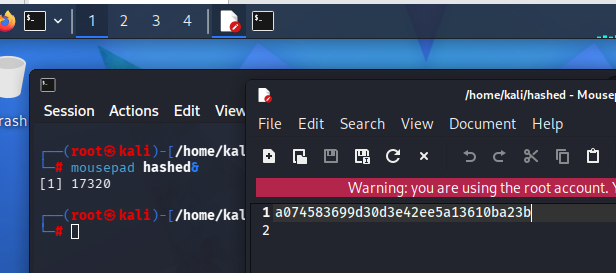 1 2 3 4
/home/kali/hashed - Mousep
Session Actions Edit View
File Edit Search View Document Help
Warning: you are using the root account. Y
(root㉿kali)-[/home/kal
# mousepad hashed&
[1] 17320
(root㉿kali)-[/home/kal
#
1 a074583699d30d3e42ee5a13610ba23b
2
rash